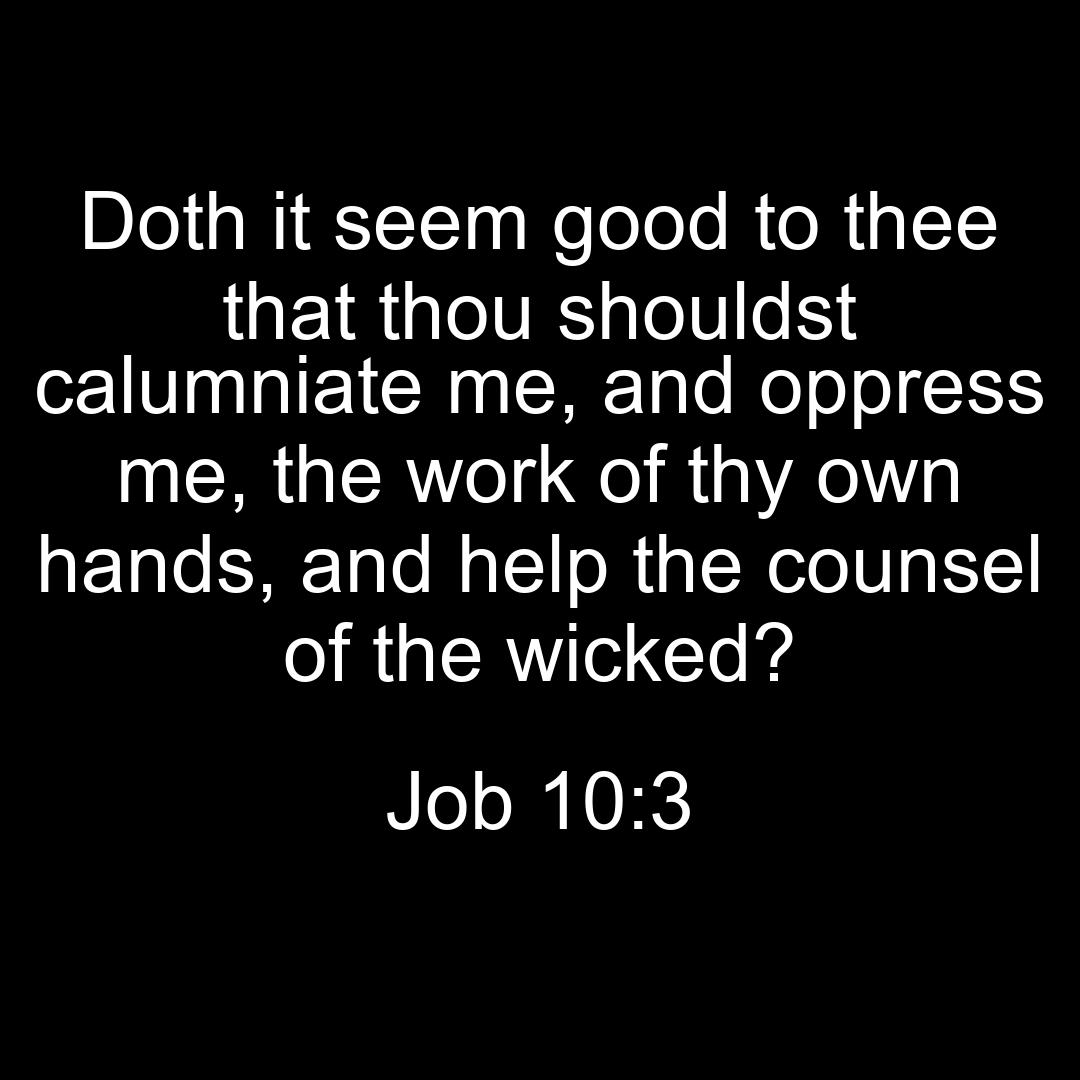 Doth it seem good to thee
that thou shouldst
calumniate me, and oppress
me, the work of thy own
hands, and help the counsel
of the wicked?
Job 10:3